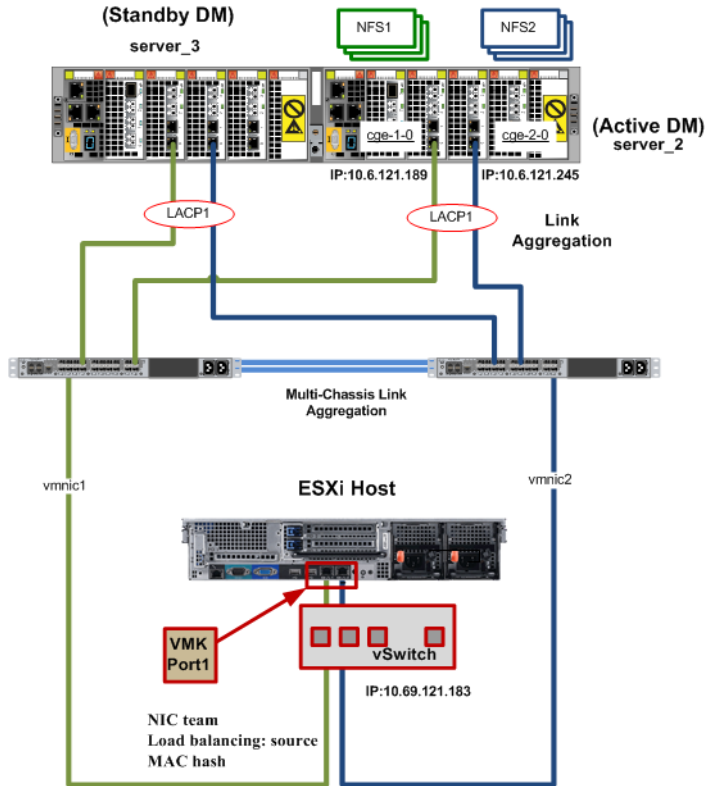 (Standby DM)
server_3
NFS1
NFS2
cge-1-0
cge-2-0
(Active DM)
server_2
IP:10.6.121.189
IP:10.6.121.245
LACP1
LACP1
Link
Aggregation
Multi-Chassis Link
Aggregation
vmnic1
vmnic2
ESXi Host
VMK
Port1
vSwitch
IP:10.69.121.183
NIC team
Load balancing: source
MAC hash